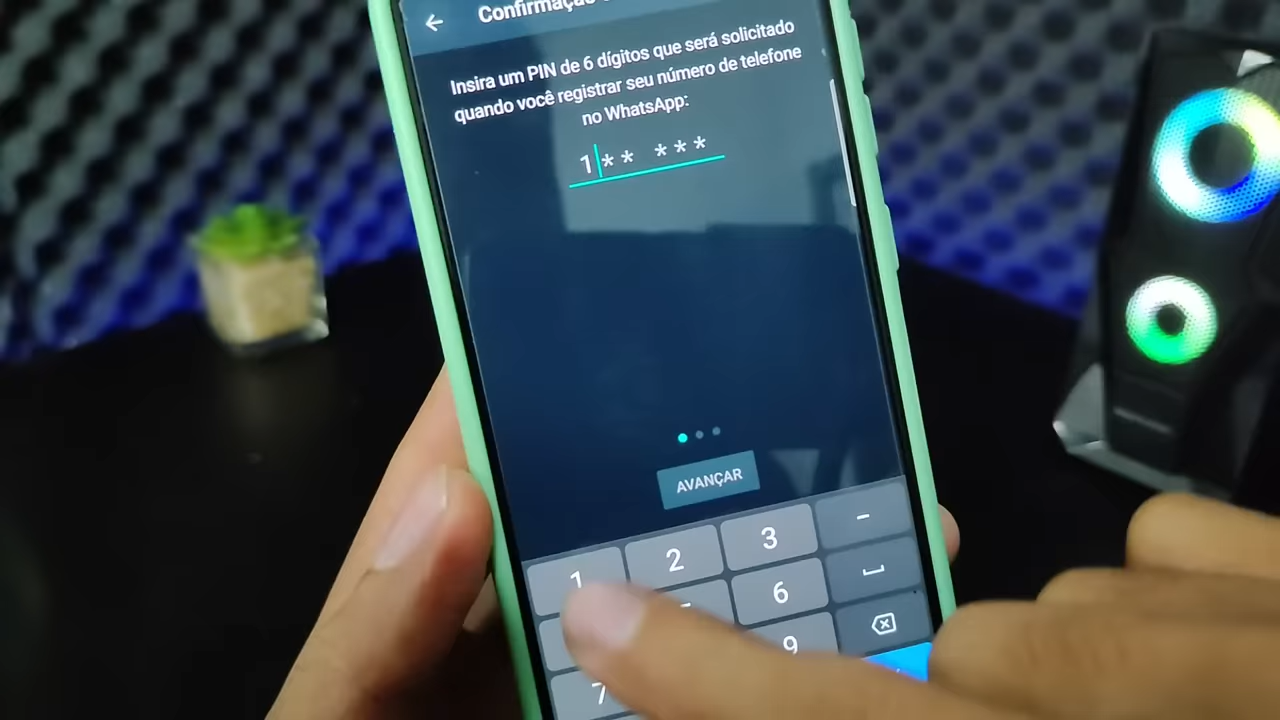 Confirmação
Insira um PIN de 6 dígitos que será solicitado
quando você registrar seu número de telefone
no WhatsApp:
1** ***
AVANÇAR
1 2 3 -
6
9
7